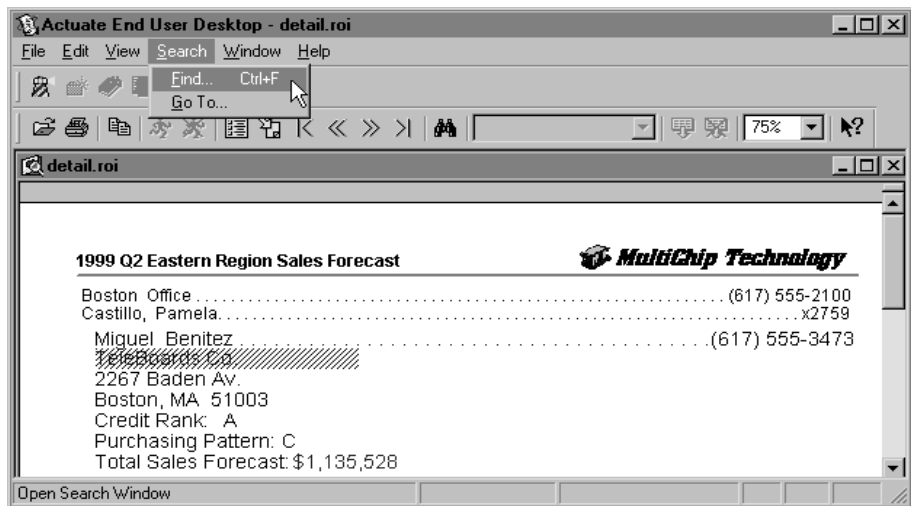 Actuate End User Desktop - detail.roi
File Edit View Search Window Help
Find... Ctrl+F
Go To...
75%
detail.roi
1999 Q2 Eastern Region Sales Forecast
MultiChip Technology
Boston Office ........................................................ (617) 555-2100
Castillo, Pamela........................................................ x2759
Miguel Benitez ........................................ (617) 555-3473
TeleBoards Co.
2267 Baden Av.
Boston, MA 51003
Credit Rank: A
Purchasing Pattern: C
Total Sales Forecast: $1,135,528
Open Search Window